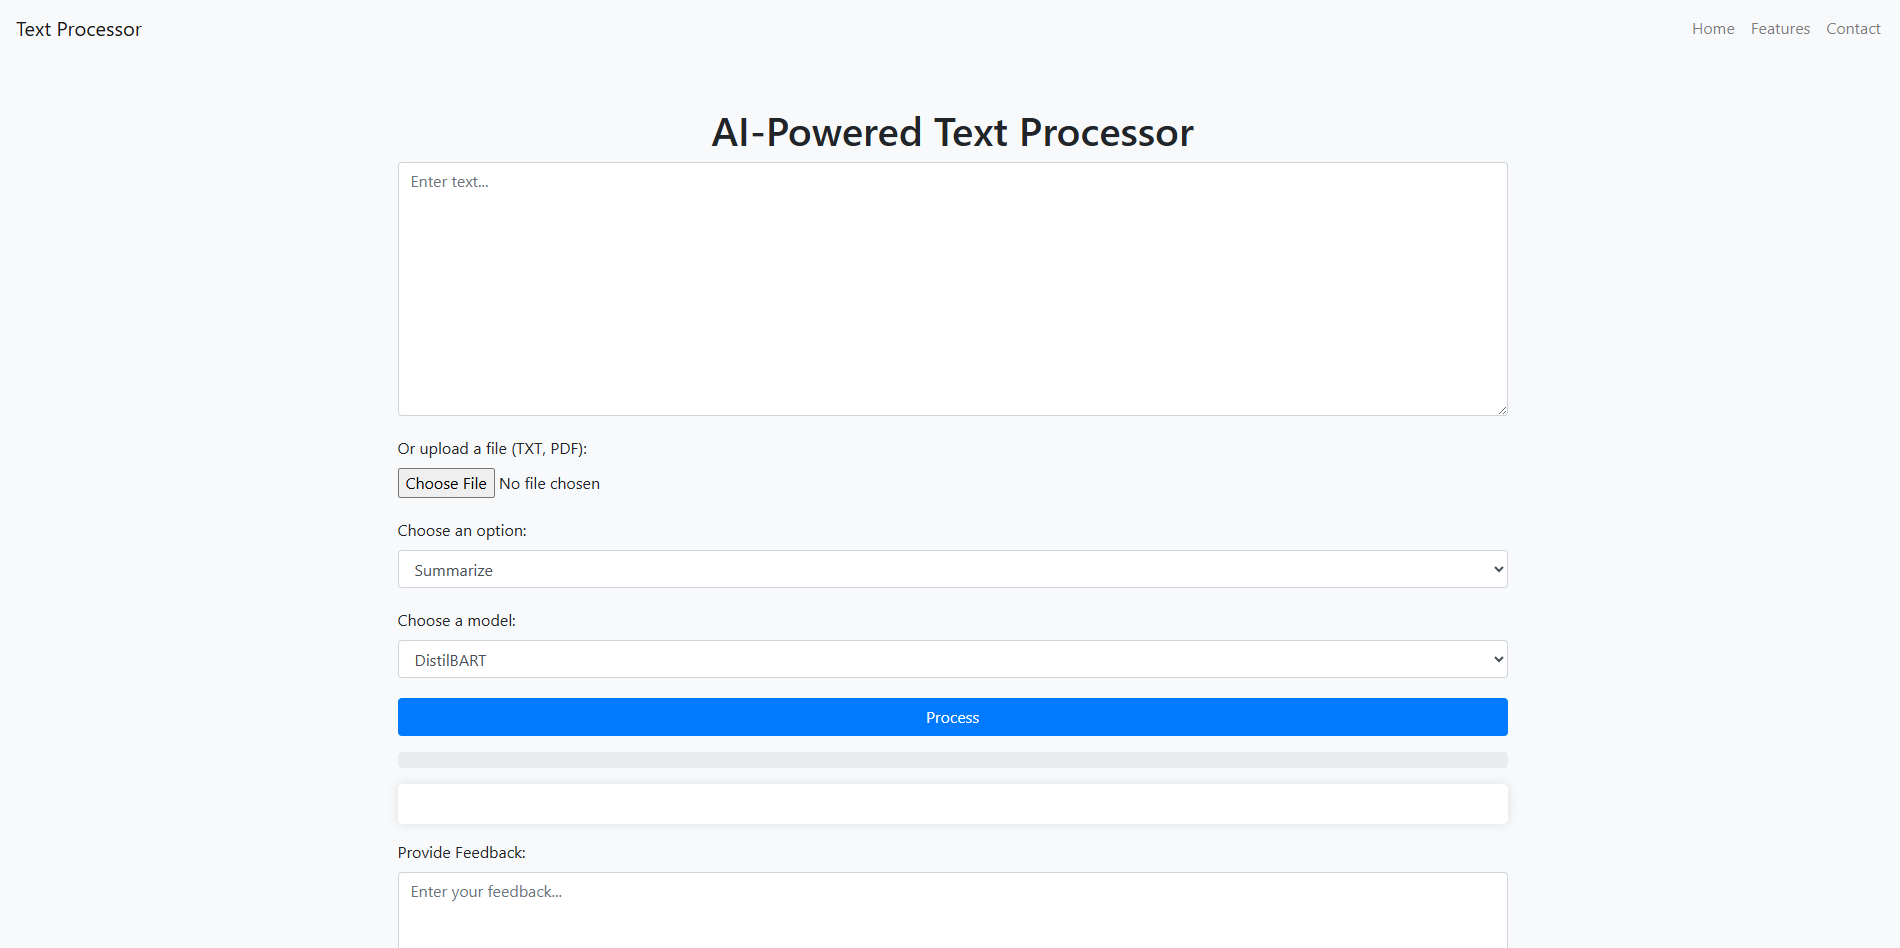 Text Processor
Home Features Contact
AI-Powered Text Processor
Enter text...
Or upload a file (TXT, PDF):
Choose File No file chosen
Choose an option:
Summarize
Choose a model:
DistilBART
Process
Provide Feedback:
Enter your feedback...